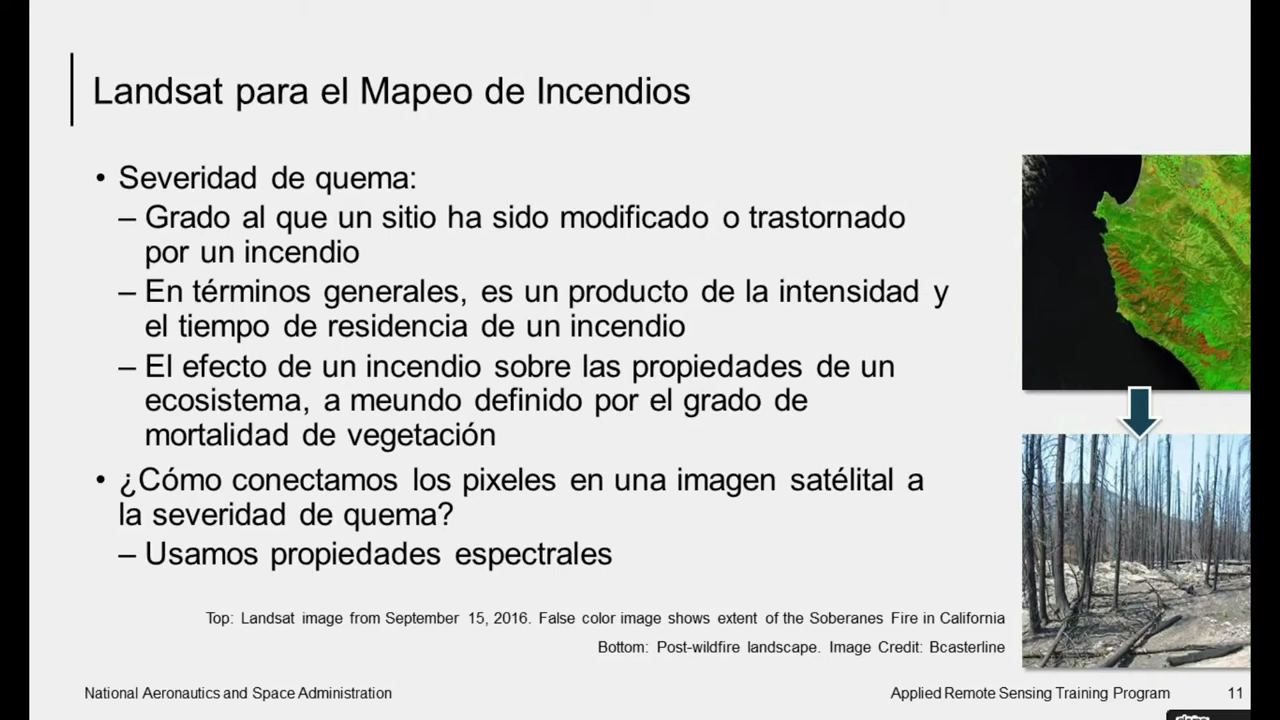 Landsat para el Mapeo de Incendios
• Severidad de quema:
– Grado al que un sitio ha sido modificado o trastornado
por un incendio
– En términos generales, es un producto de la intensidad y
el tiempo de residencia de un incendio
– El efecto de un incendio sobre las propiedades de un
ecosistema, a meundo definido por el grado de
mortalidad de vegetación
• ¿Cómo conectamos los pixeles en una imagen satélital a
la severidad de quema?
– Usamos propiedades espectrales
Top: Landsat image from September 15, 2016. False color image shows extent of the Soberanes Fire in California
Bottom: Post-wildfire landscape. Image Credit: Bcasterline
National Aeronautics and Space Administration
Applied Remote Sensing Training Program
11